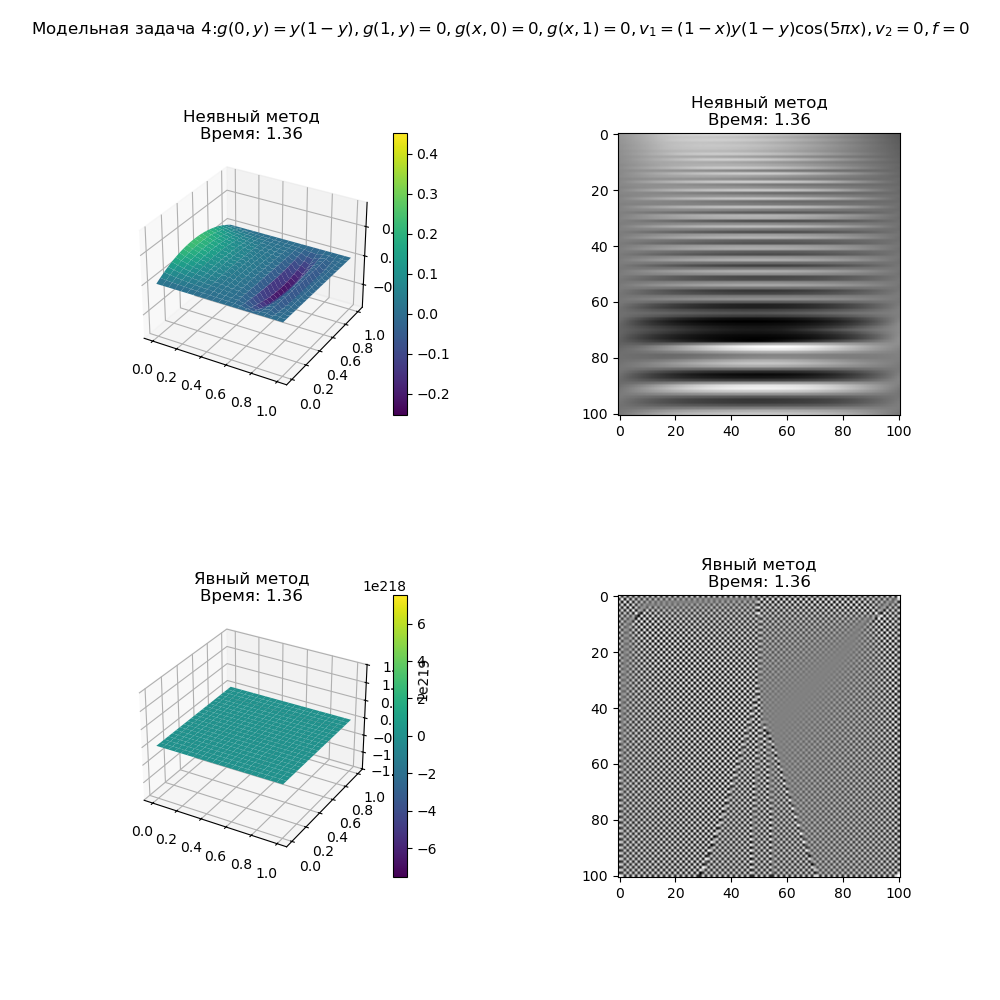 Модельная задача 4:g(0, y) = y(1 − y), g(1, y) = 0, g(x, 0) = 0, g(x, 1) = 0, v₁ = (1 − x)y(1 − y)cos(5πx), v₂ = 0, f = 0
Неявный метод
Время: 1.36
0.4
0.3
0.2
0.1
0.0
−0.1
−0.2
0.0 0.2 0.4 0.6 0.8 1.0
0.0 0.2 0.4 0.6 0.8 1.0
Неявный метод
Время: 1.36
0
20
40
60
80
100
0 20 40 60 80 100
Явный метод
Время: 1.36
1e218
6
4
2
0
−2
−4
−6
1e219
0.0 0.2 0.4 0.6 0.8 1.0
0.0 0.2 0.4 0.6 0.8 1.0
Явный метод
Время: 1.36
0
20
40
60
80
100
0 20 40 60 80 100